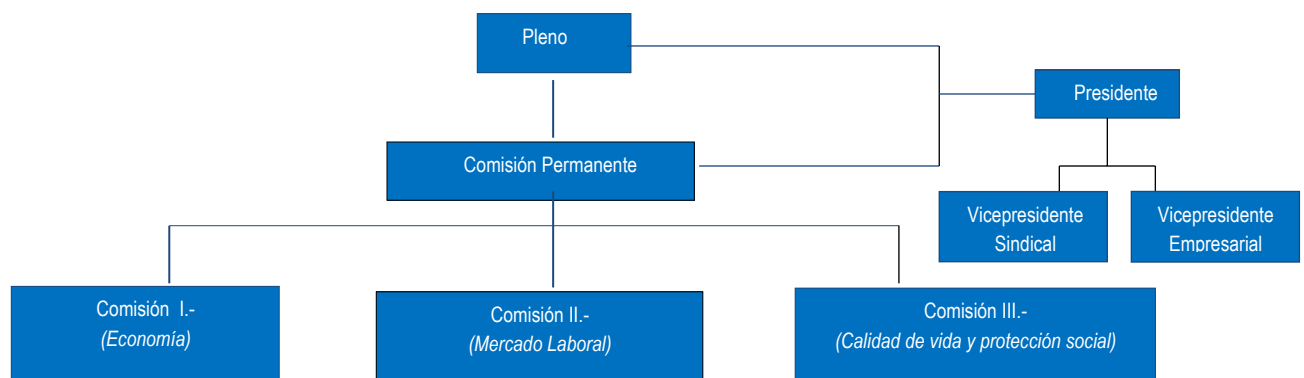 Pleno
Presidente
Comisión Permanente
Vicepresidente
Sindical
Vicepresidente
Empresarial
Comisión I.-
(Economía)
Comisión II.-
(Mercado Laboral)
Comisión III.-
(Calidad de vida y protección social)